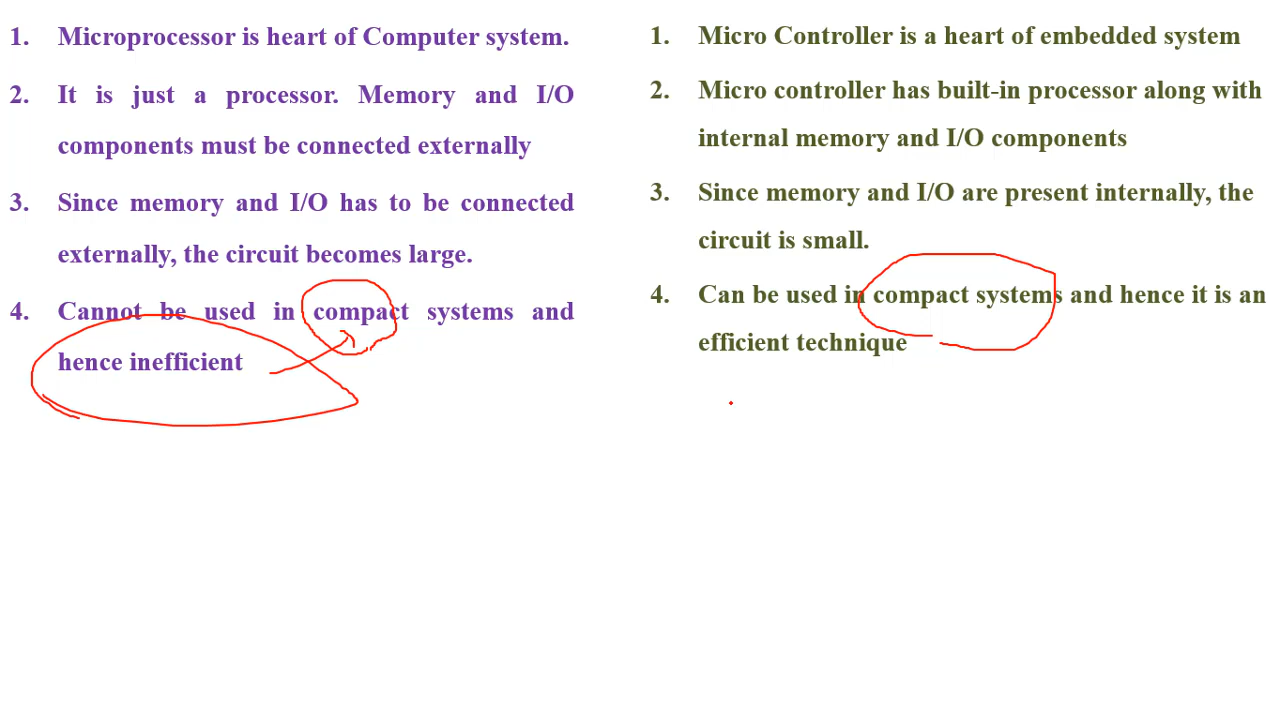 1. Microprocessor is heart of Computer system.
2. It is just a processor. Memory and I/O
components must be connected externally
3. Since memory and I/O has to be connected
externally, the circuit becomes large.
4. Cannot be used in compact systems and
hence inefficient
1. Micro Controller is a heart of embedded system
2. Micro controller has built-in processor along with
internal memory and I/O components
3. Since memory and I/O are present internally, the
circuit is small.
4. Can be used in compact systems and hence it is an
efficient technique